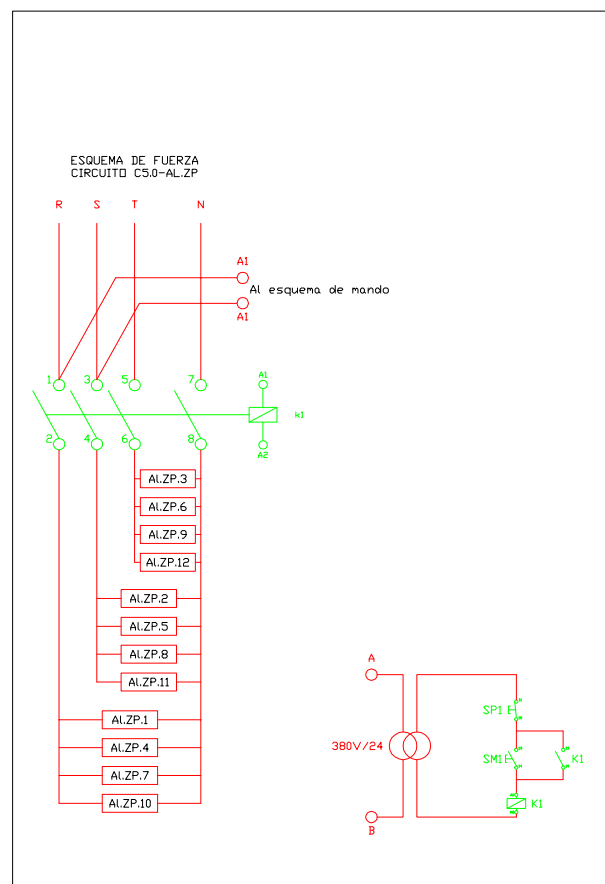 ESQUEMA DE FUERZA
CIRCUITO C5.0-AL.ZP
R S T N
A1
Al esquema de mando
A1
1 3 5 7
A1
k1
2 4 6 8
A2
Al.ZP.3
Al.ZP.6
Al.ZP.9
Al.ZP.12
Al.ZP.2
Al.ZP.5
Al.ZP.8
Al.ZP.11
Al.ZP.1
Al.ZP.4
Al.ZP.7
Al.ZP.10
A
SP1
380V/24
SM1
K1
K1
B